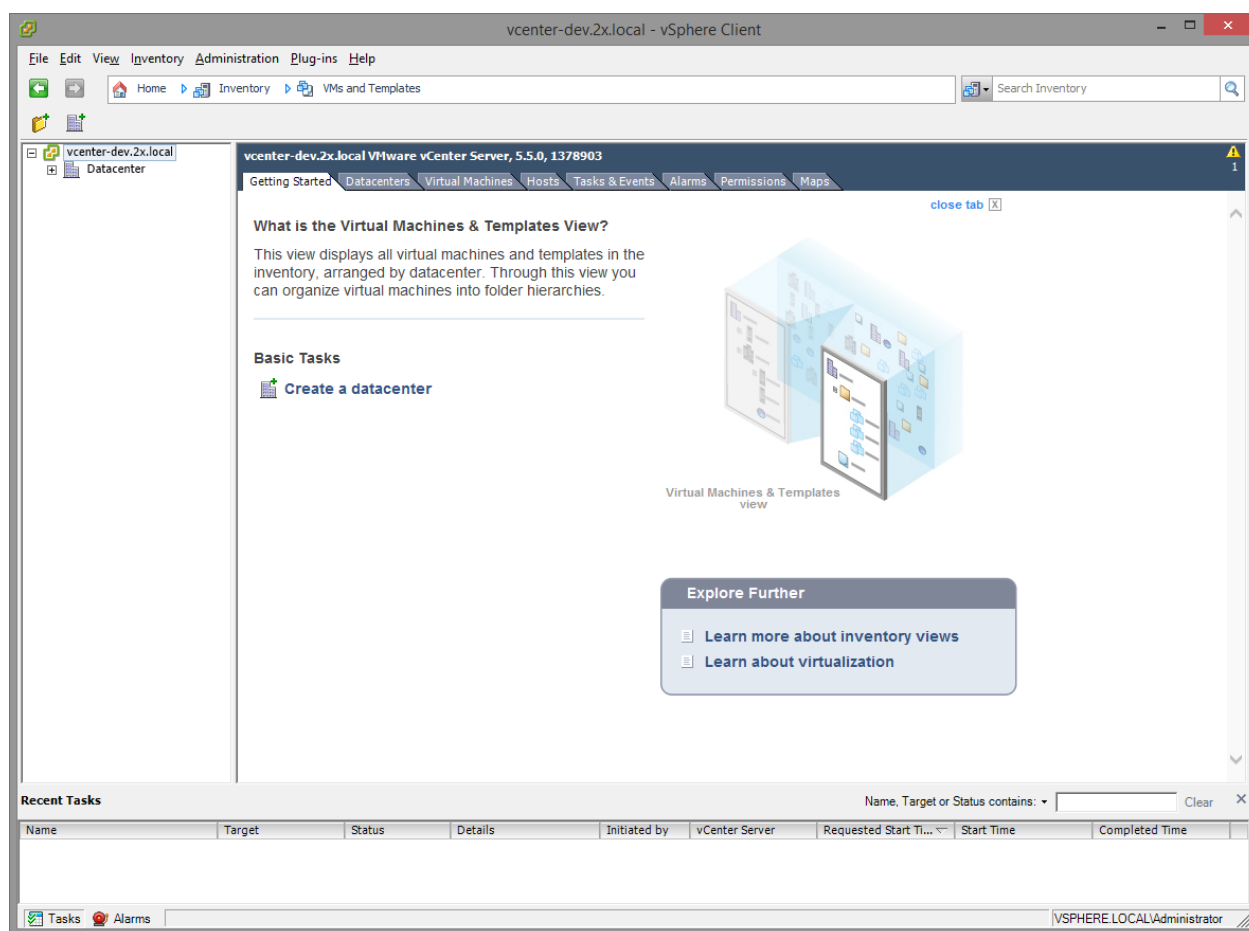 vcenter-dev.2x.local - vSphere Client
File Edit View Inventory Administration Plug-ins Help
Home Inventory VMs and Templates Search Inventory
vcenter-dev.2x.local
Datacenter
vcenter-dev.2x.local VMware vCenter Server, 5.5.0, 1378903
1
Getting Started Datacenters Virtual Machines Hosts Tasks & Events Alarms Permissions Maps
close tab X
What is the Virtual Machines & Templates View?
This view displays all virtual machines and templates in the
inventory, arranged by datacenter. Through this view you
can organize virtual machines into folder hierarchies.
Basic Tasks
Create a datacenter
Virtual Machines & Templates
view
Explore Further
Learn more about inventory views
Learn about virtualization
Recent Tasks Name, Target or Status contains: Clear
Name Target Status Details Initiated by vCenter Server Requested Start Ti... Start Time Completed Time
Tasks Alarms VSPHERE.LOCAL\Administrator